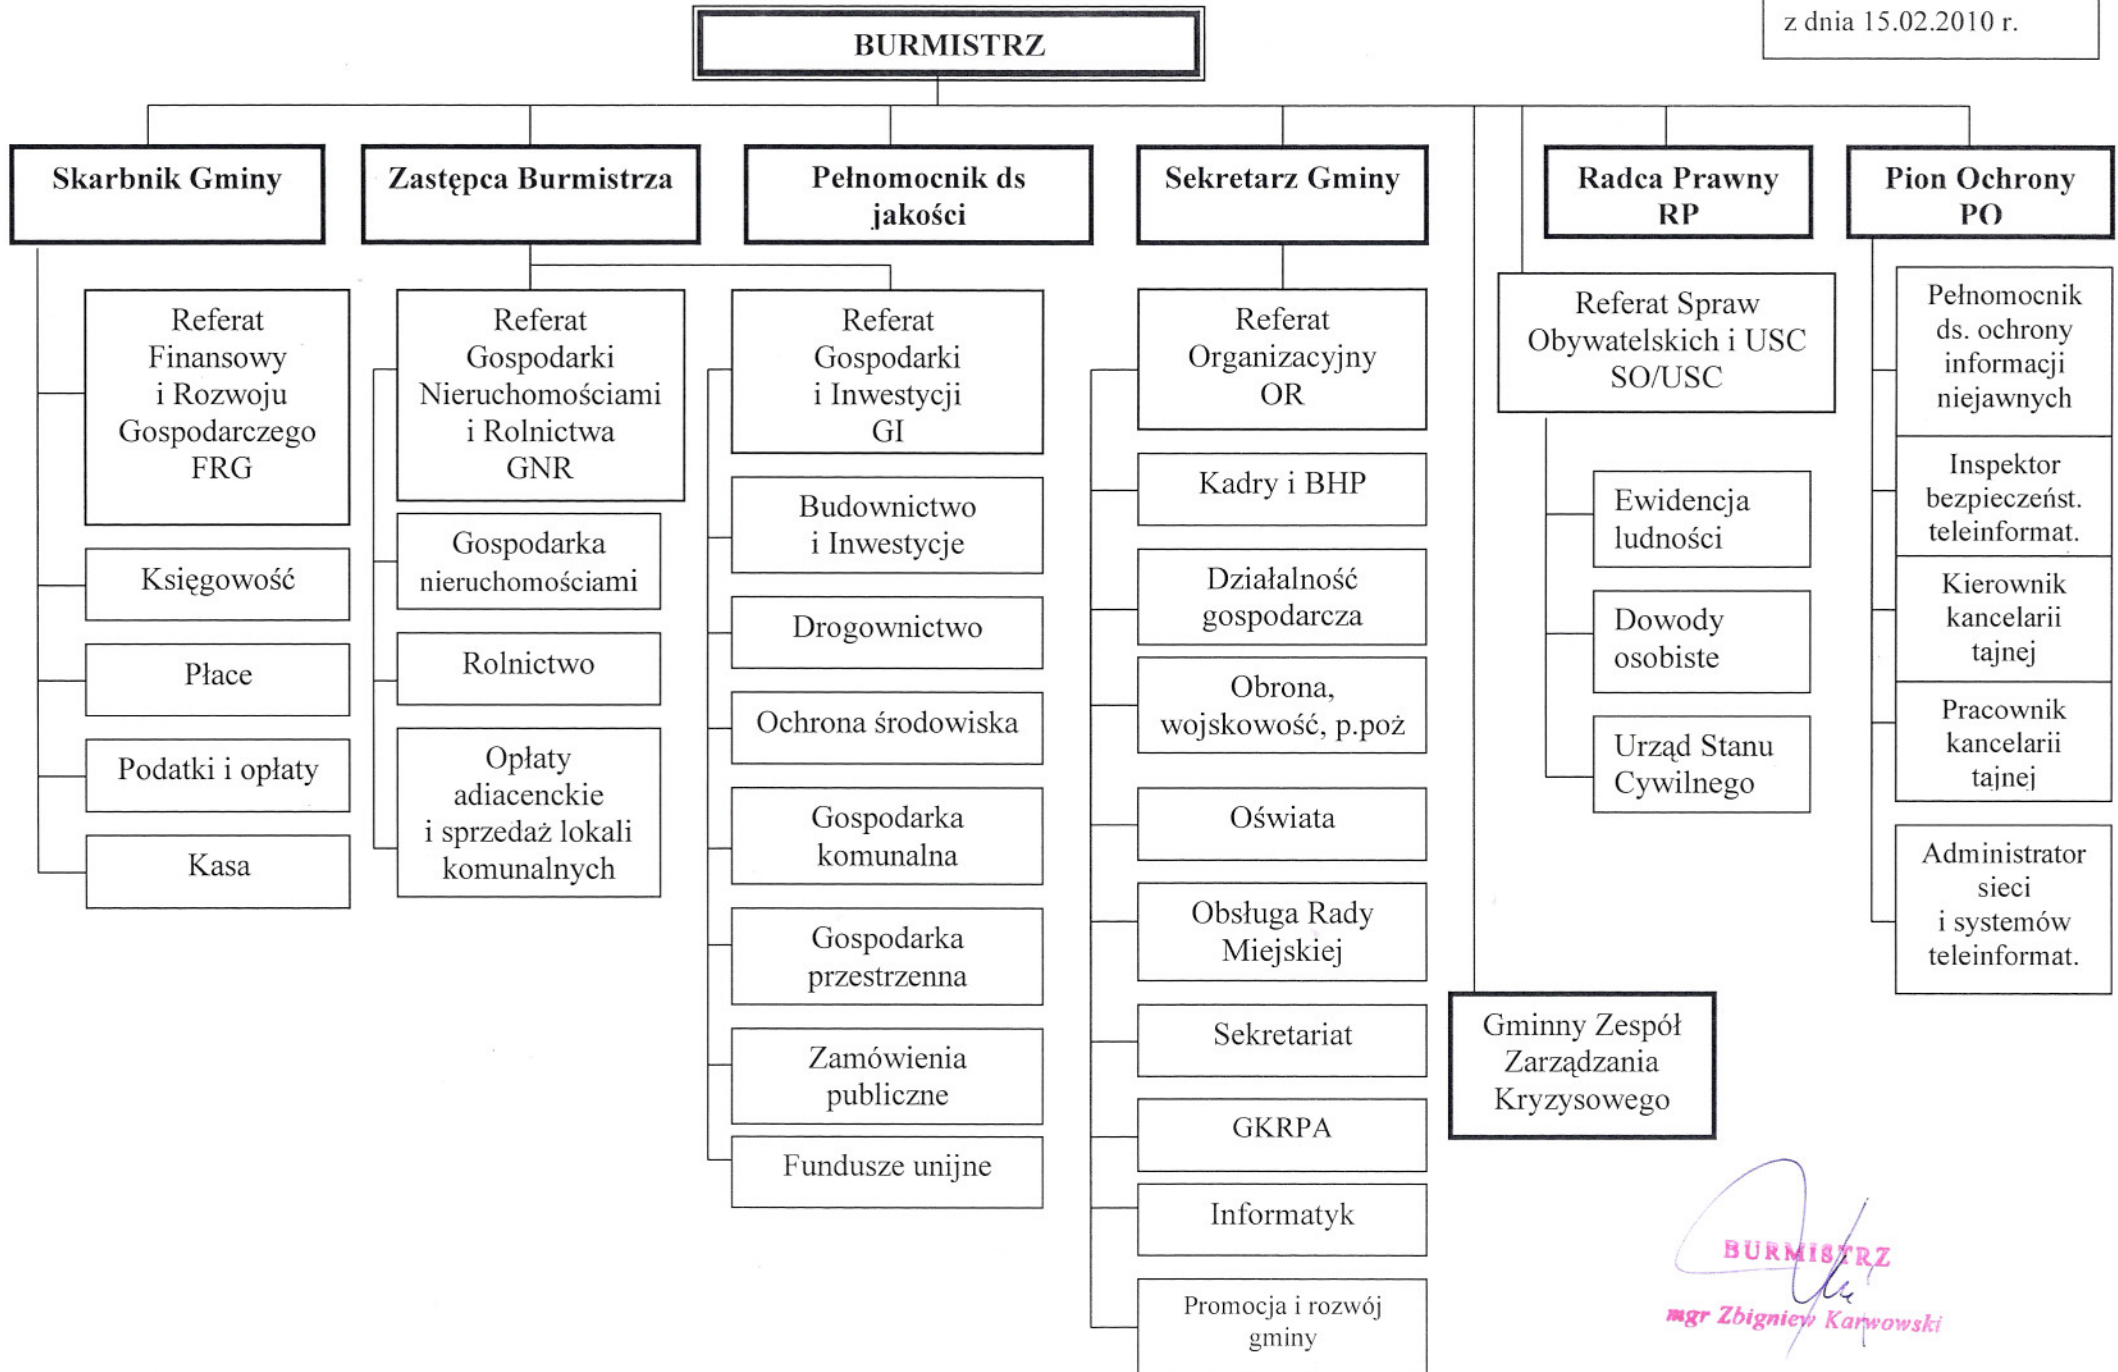 z dnia 15.02.2010 r.
BURMISTRZ
Skarbnik Gminy
Zastępca Burmistrza
Pełnomocnik ds
jakości
Sekretarz Gminy
Radca Prawny
RP
Pion Ochrony
PO
Referat
Finansowy
i Rozwoju
Gospodarczego
FRG
Księgowość
Płace
Podatki i opłaty
Kasa
Referat
Gospodarki
Nieruchomościami
i Rolnictwa
GNR
Gospodarka
nieruchomościami
Rolnictwo
Opłaty
adiacenckie
i sprzedaż lokali
komunalnych
Referat
Gospodarki
i Inwestycji
GI
Budownictwo
i Inwestycje
Drogownictwo
Ochrona środowiska
Gospodarka
komunalna
Gospodarka
przestrzenna
Zamówienia
publiczne
Fundusze unijne
Referat
Organizacyjny
OR
Kadry i BHP
Działalność
gospodarcza
Obrona,
wojskowość, p.poż
Oświata
Obsługa Rady
Miejskiej
Sekretariat
GKRPA
Informatyk
Promocja i rozwój
gminy
Gminny Zespół
Zarządzania
Kryzysowego
Referat Spraw
Obywatelskich i USC
SO/USC
Ewidencja
ludności
Dowody
osobiste
Urząd Stanu
Cywilnego
Pełnomocnik
ds. ochrony
informacji
niejawnych
Inspektor
bezpieczeńst.
teleinformat.
Kierownik
kancelarii
tajnej
Pracownik
kancelarii
tajnej
Administrator
sieci
i systemów
teleinformat.
BURMISTRZ
mgr Zbigniew Karwowski